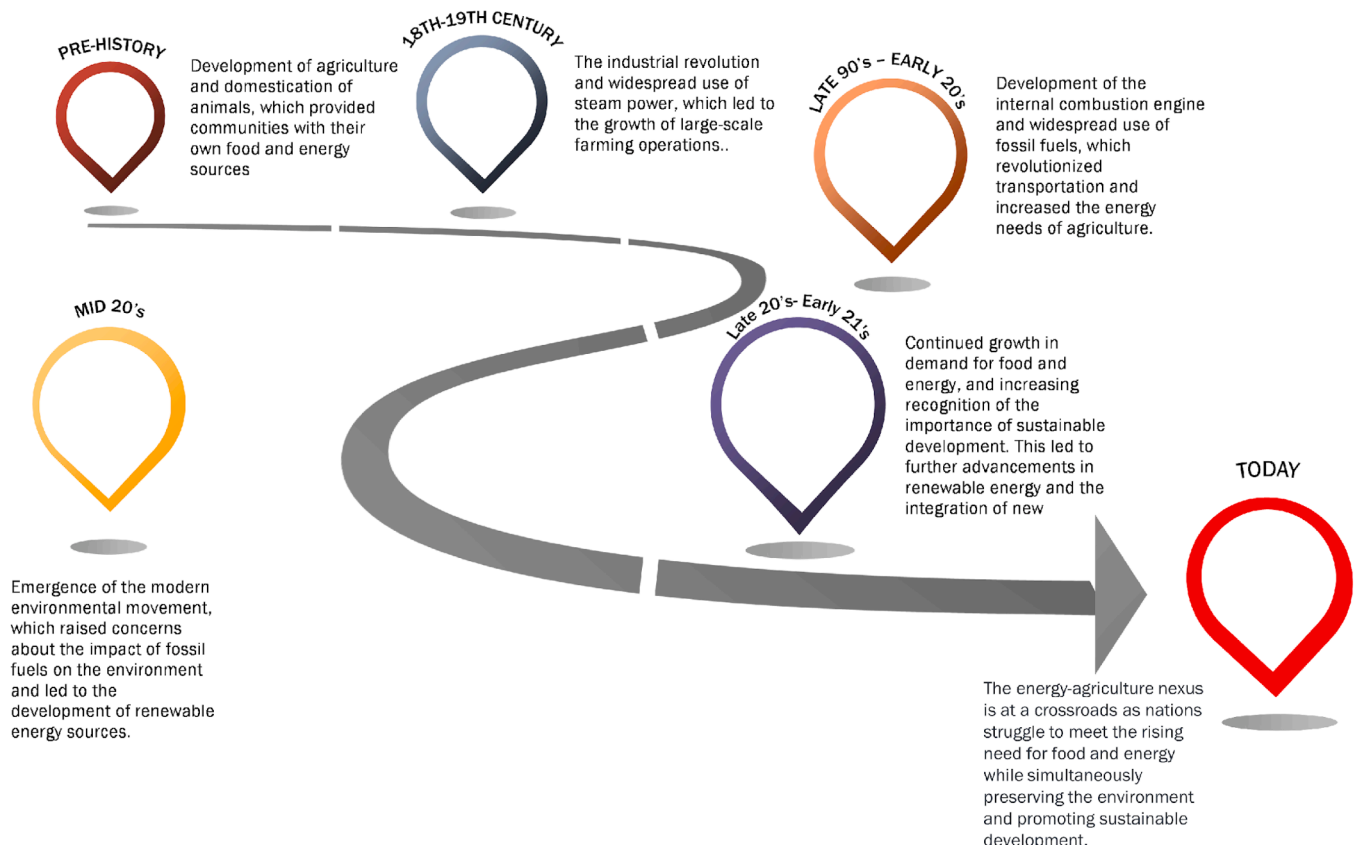 PRE-HISTORY
Development of agriculture
and domestication of
animals, which provided
communities with their
own food and energy
sources
18TH-19TH CENTURY
The industrial revolution
and widespread use of
steam power, which led to
the growth of large-scale
farming operations..
LATE 90's – EARLY 20's
Development of the
internal combustion engine
and widespread use of
fossil fuels, which
revolutionized
transportation and
increased the energy
needs of agriculture.
MID 20's
Emergence of the modern
environmental movement,
which raised concerns
about the impact of fossil
fuels on the environment
and led to the
development of renewable
energy sources.
Late 20's- Early 21's
Continued growth in
demand for food and
energy, and increasing
recognition of the
importance of sustainable
development. This led to
further advancements in
renewable energy and the
integration of new
TODAY
The energy-agriculture nexus
is at a crossroads as nations
struggle to meet the rising
need for food and energy
while simultaneously
preserving the environment
and promoting sustainable
development.